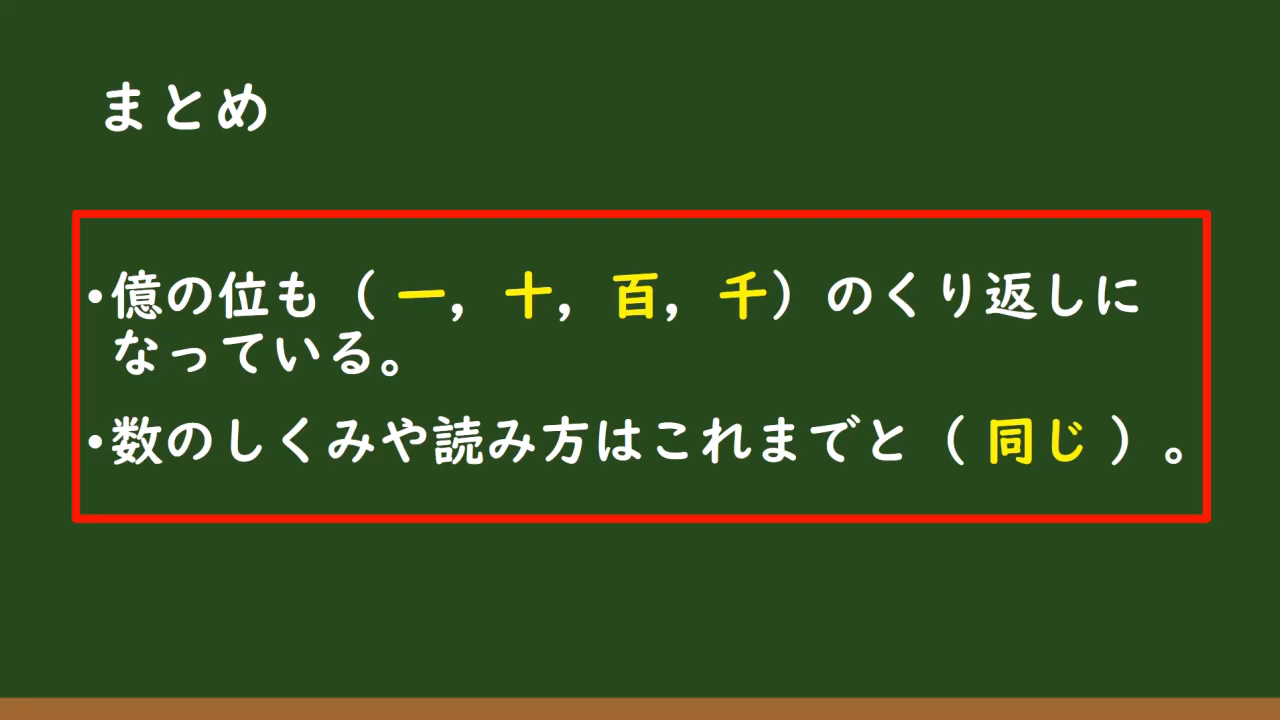 まとめ
•億の位も（ 一，十，百，千）のくり返しに
なっている。
•数のしくみや読み方はこれまでと（ 同じ ）。